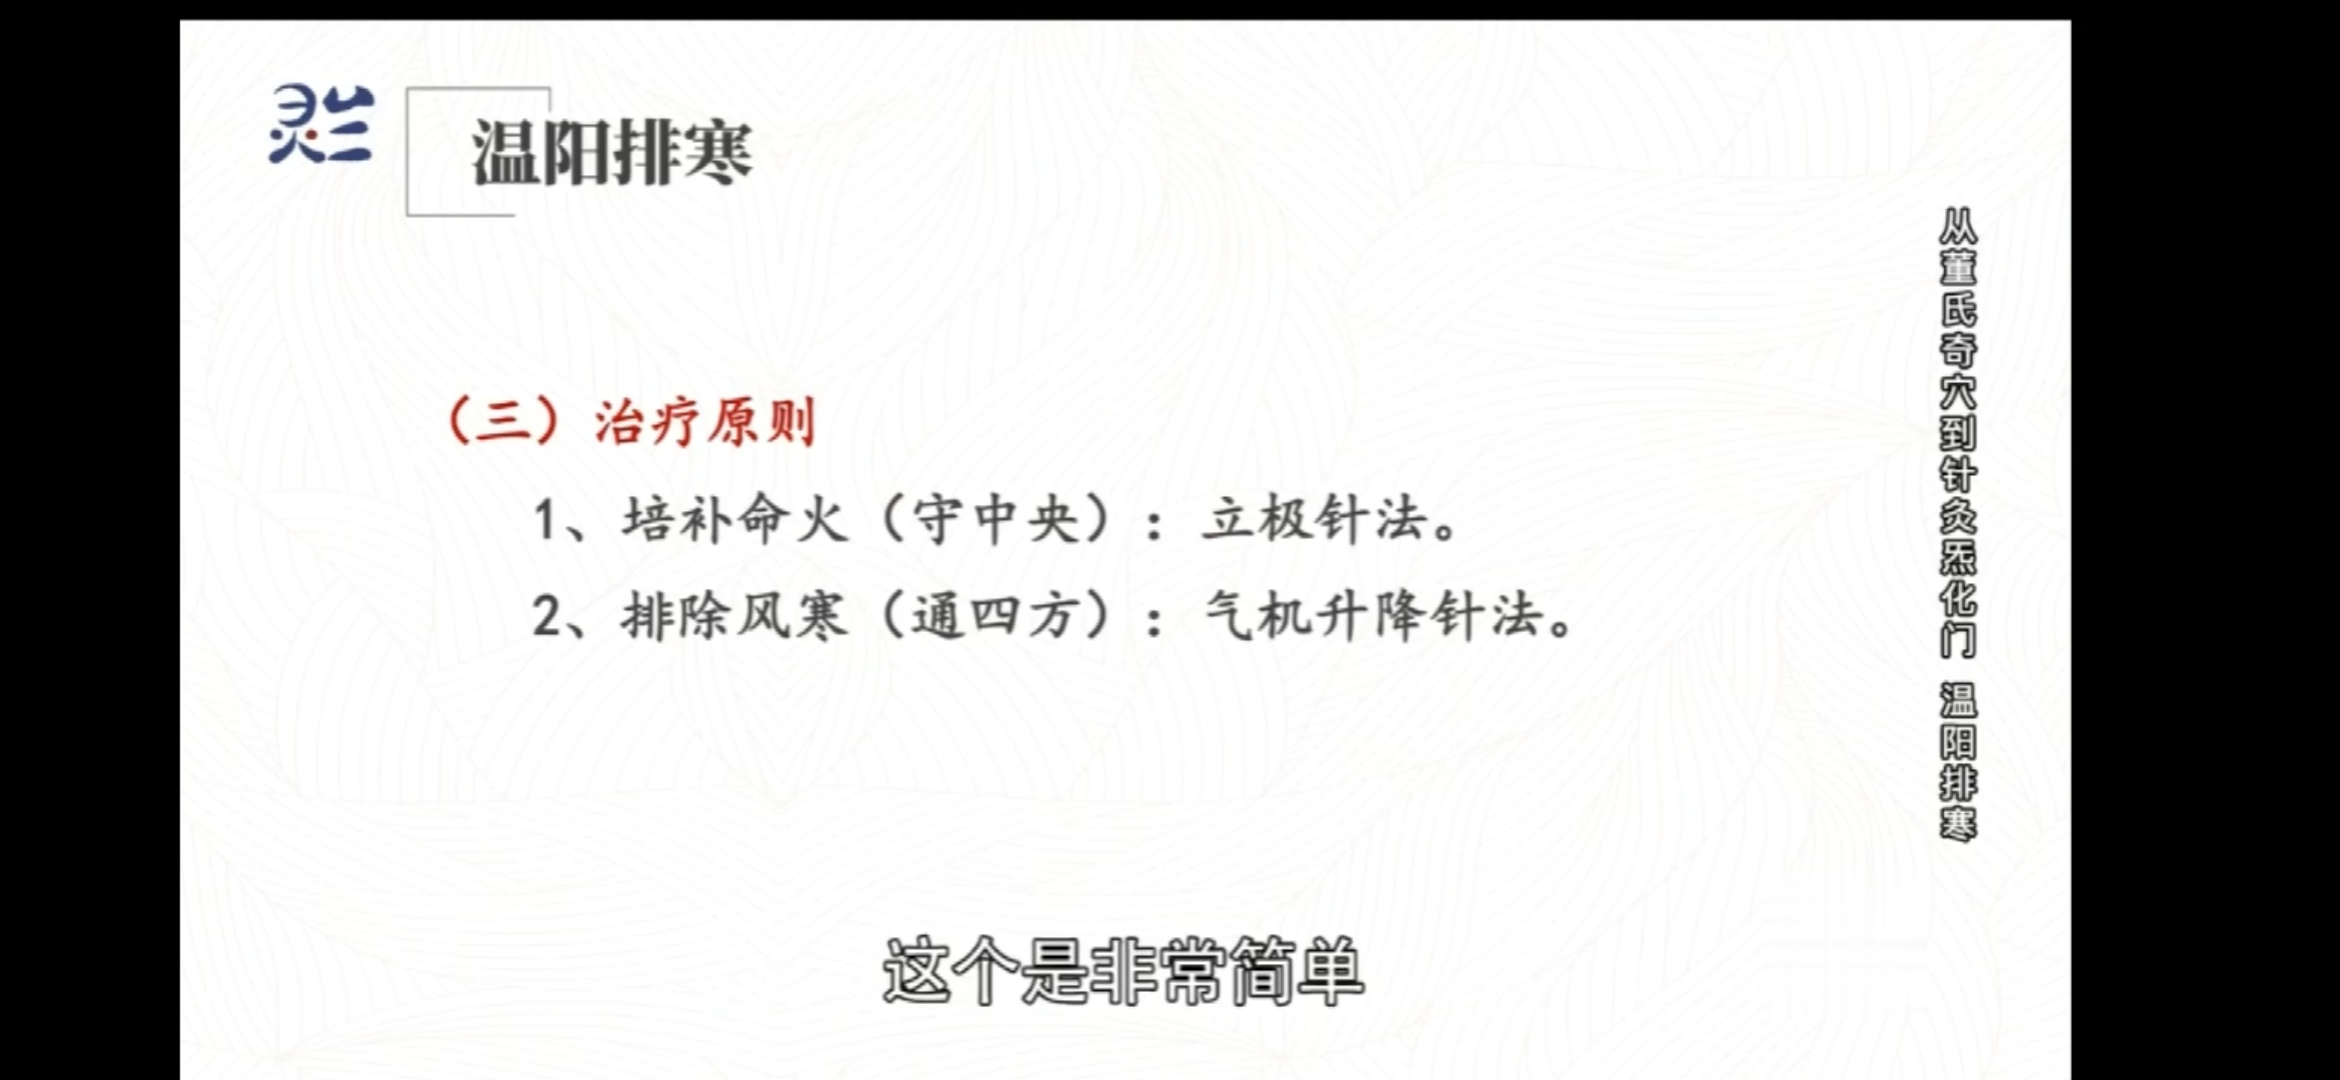 灵兰
温阳排寒
（三）治疗原则
1、培补命火（守中央）：立极针法。
2、排除风寒（通四方）：气机升降针法。
从董氏奇穴到针灸炁化门 温阳排寒
这个是非常简单